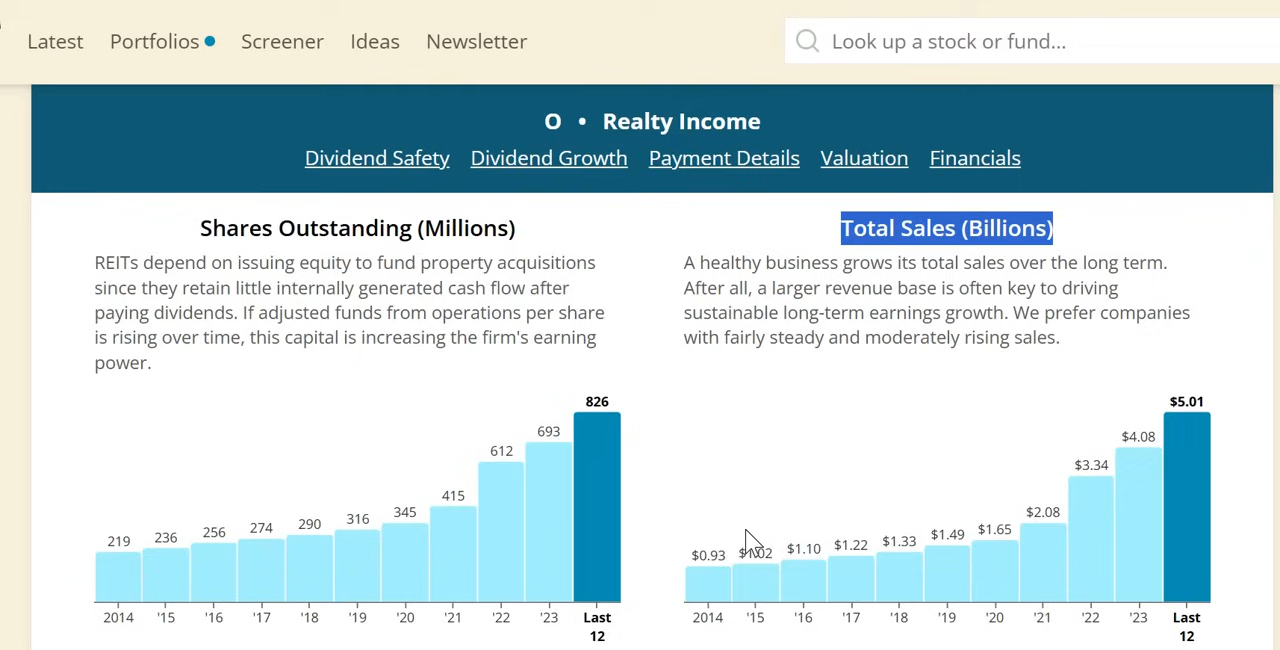 Latest Portfolios Screener Ideas Newsletter
Look up a stock or fund...
O • Realty Income
Dividend Safety Dividend Growth Payment Details Valuation Financials
Shares Outstanding (Millions)
REITs depend on issuing equity to fund property acquisitions
since they retain little internally generated cash flow after
paying dividends. If adjusted funds from operations per share
is rising over time, this capital is increasing the firm's earning
power.
219 236 256 274 290 316 345 415 612 693 826
2014 '15 '16 '17 '18 '19 '20 '21 '22 '23 Last
12
Total Sales (Billions)
A healthy business grows its total sales over the long term.
After all, a larger revenue base is often key to driving
sustainable long-term earnings growth. We prefer companies
with fairly steady and moderately rising sales.
$0.93 $1.02 $1.10 $1.22 $1.33 $1.49 $1.65 $2.08 $3.34 $4.08 $5.01
2014 '15 '16 '17 '18 '19 '20 '21 '22 '23 Last
12